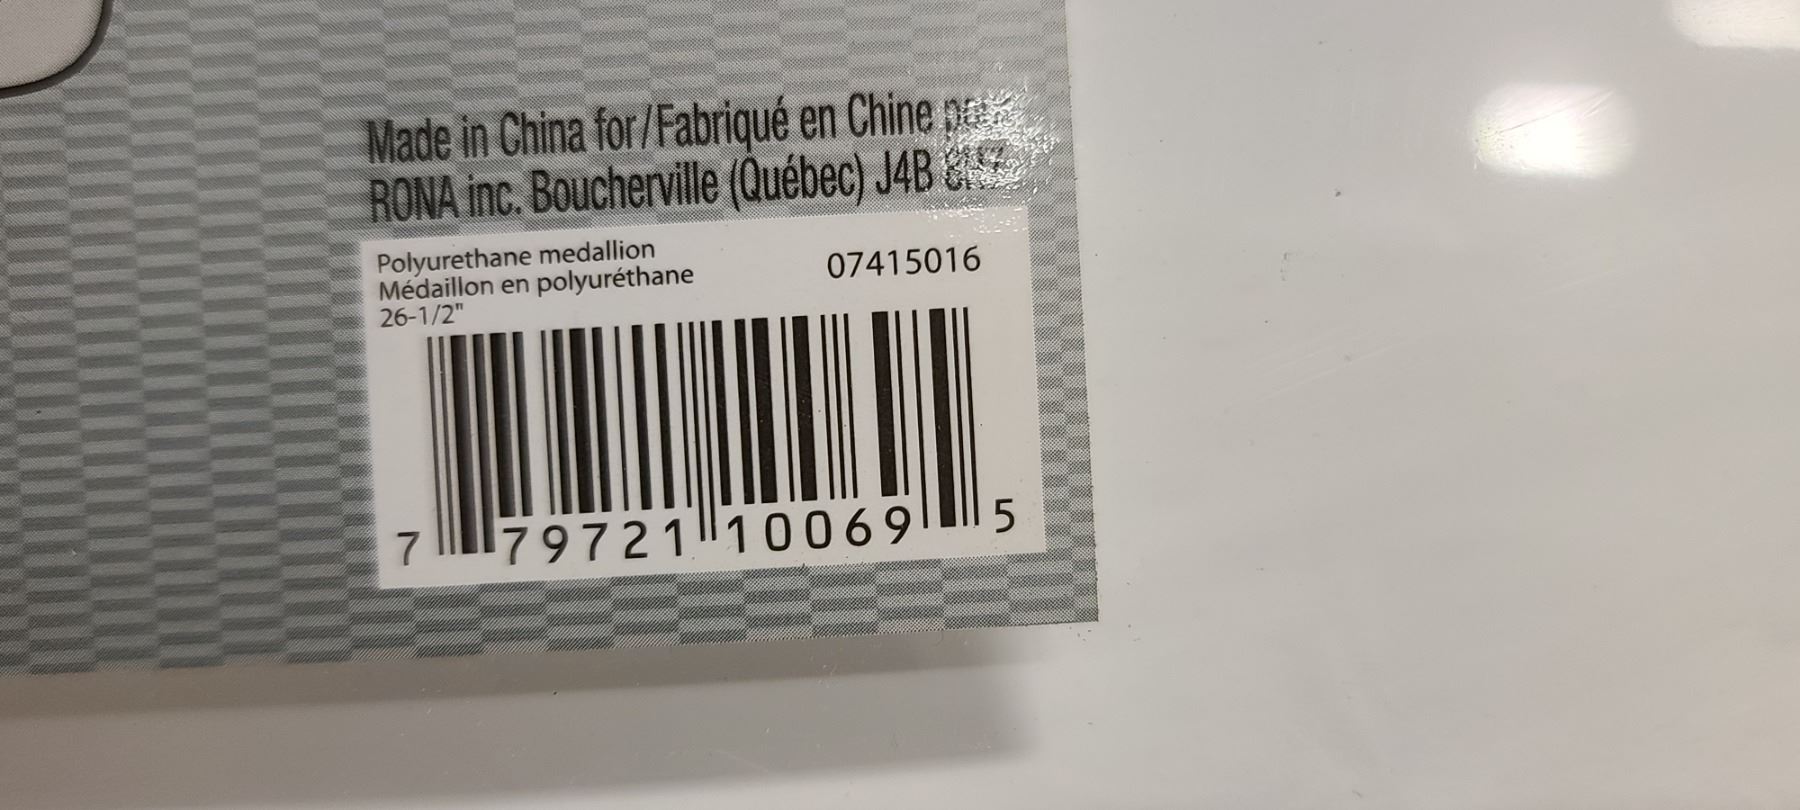 Made in China for/Fabriqué en Chine
RONA inc. Boucherville (Québec) J4B
Polyurethane medallion
Médaillon en polyuréthane
26-1/2"
07415016
7 79721 10069 5